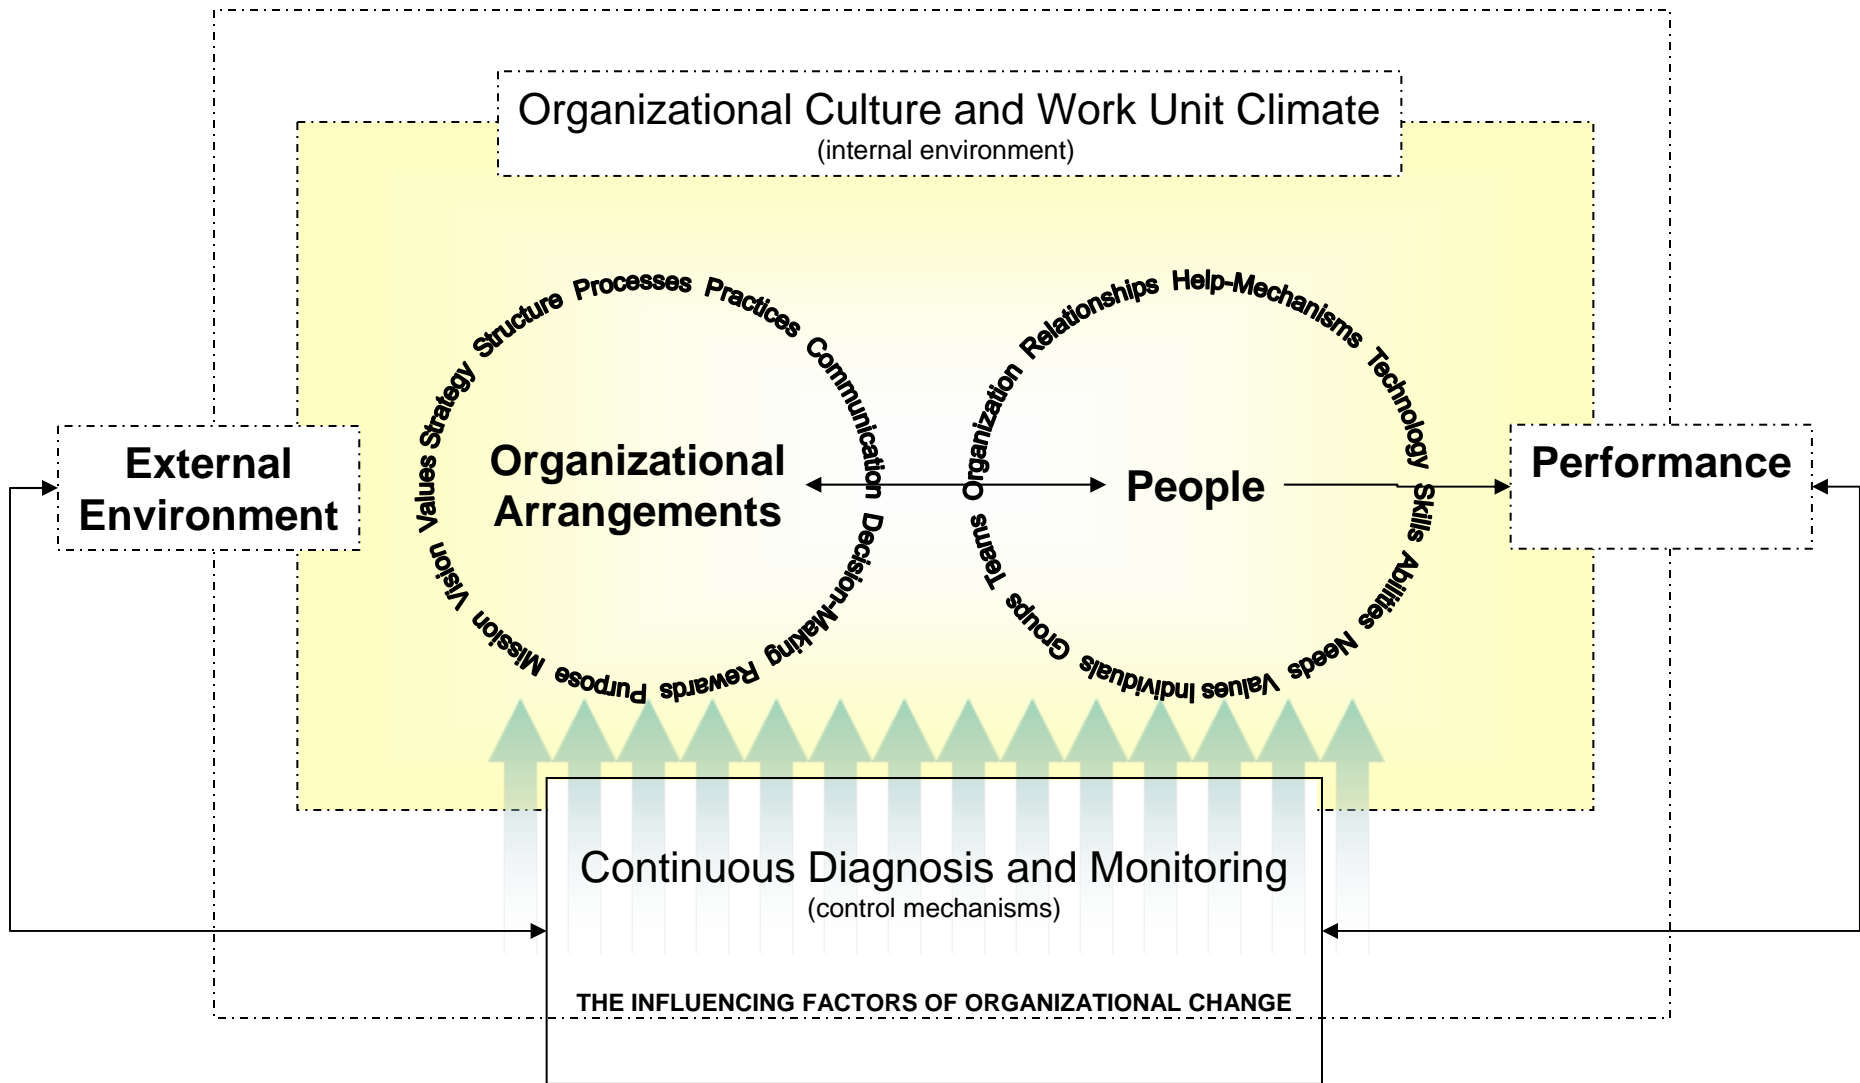 Organizational Culture and Work Unit Climate
(internal environment)
Purpose Mission Vision Values Strategy Structure Processes Practices Communication Decision-Making Rewards
Individuals Groups Teams Organization Relationships Help-Mechanisms Technology Skills Abilities Needs Values
External
Environment
Organizational
Arrangements
People
Performance
Continuous Diagnosis and Monitoring
(control mechanisms)
THE INFLUENCING FACTORS OF ORGANIZATIONAL CHANGE